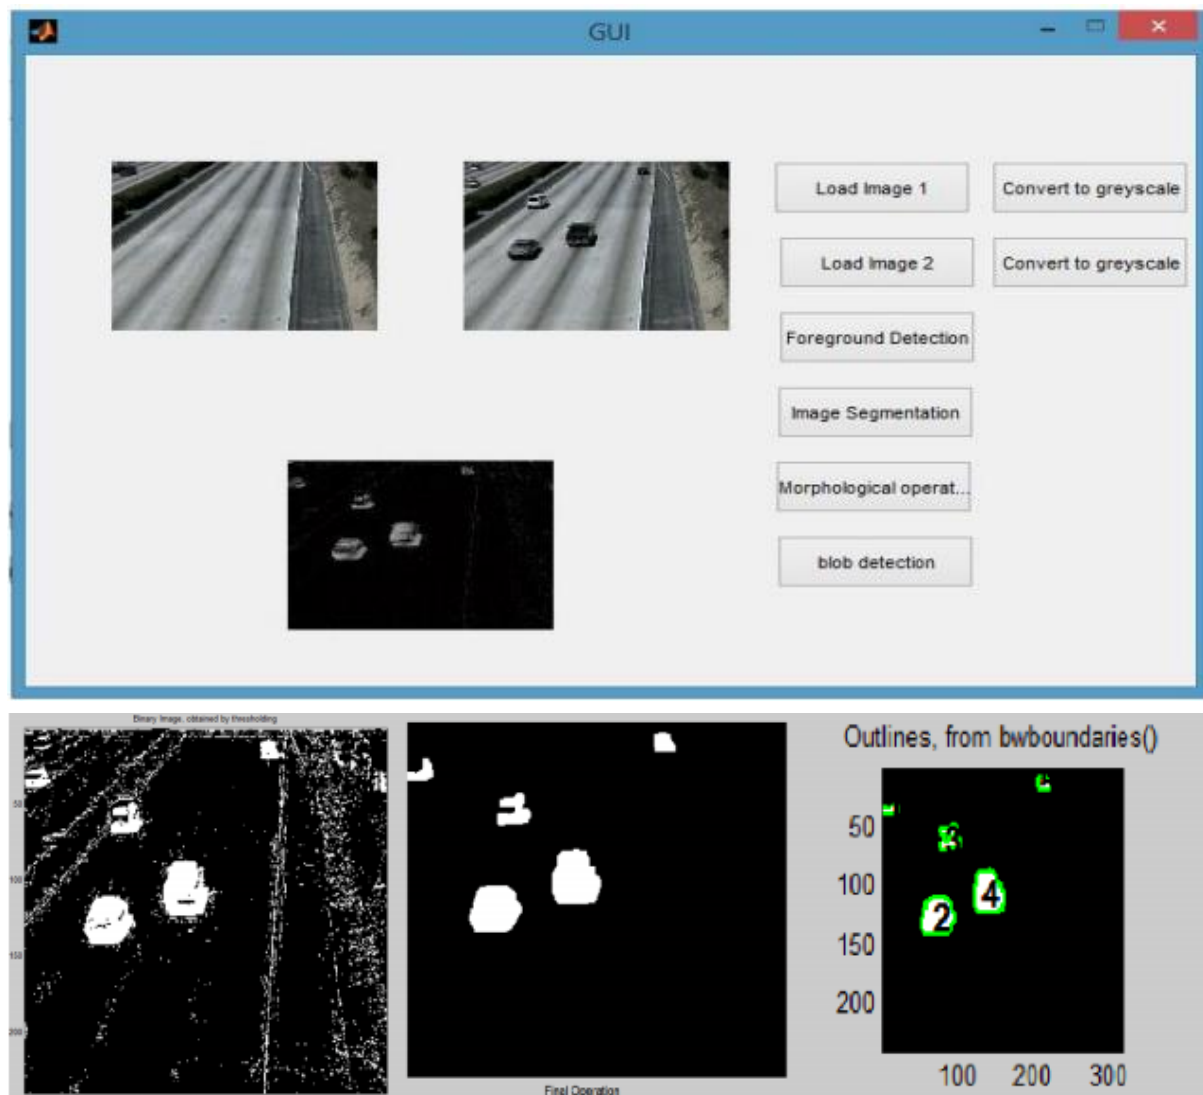 GUI
Load Image 1
Convert to greyscale
Load Image 2
Convert to greyscale
Foreground Detection
Image Segmentation
Morphological operat...
blob detection
Binary Image, obtained by thresholding
50
100
150
200
Final Operation
Outlines, from bwboundaries()
50
100
150
200
2
4
100 200 300